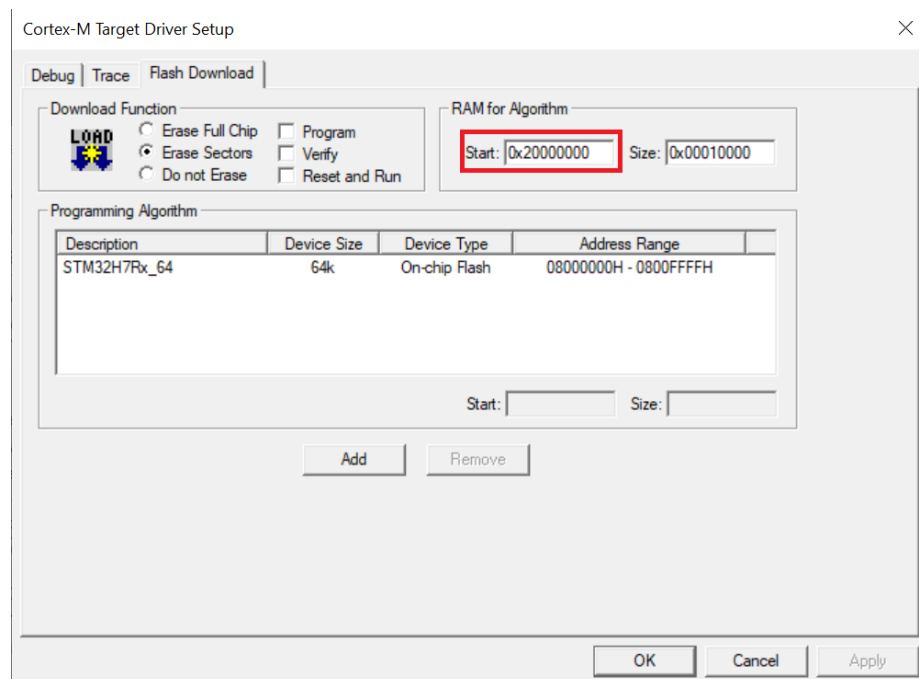 Cortex-M Target Driver Setup
Debug Trace Flash Download
Download Function
LOAD
Erase Full Chip Program
Erase Sectors Verify
Do not Erase Reset and Run
RAM for Algorithm
Start: 0x20000000 Size: 0x00010000
Programming Algorithm
Description Device Size Device Type Address Range
STM32H7Rx_64 64k On-chip Flash 08000000H - 0800FFFFH
Start: Size:
Add Remove
OK Cancel Apply